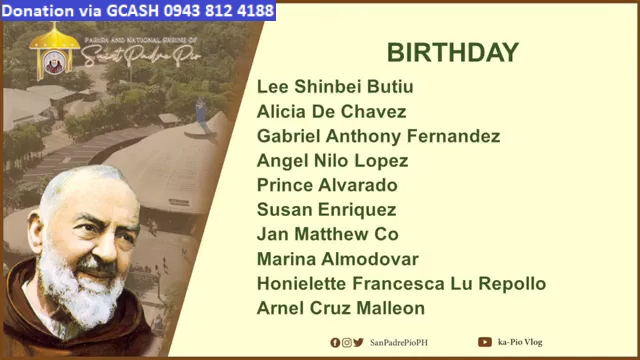 Donation via GCASH 0943 812 4188
PARISH AND NATIONAL SHRINE OF
Saint Padre Pio
BIRTHDAY
Lee Shinbei Butiu
Alicia De Chavez
Gabriel Anthony Fernandez
Angel Nilo Lopez
Prince Alvarado
Susan Enriquez
Jan Matthew Co
Marina Almodovar
Honielette Francesca Lu Repollo
Arnel Cruz Malleon
SanPadrePioPH
ka-Pio Vlog